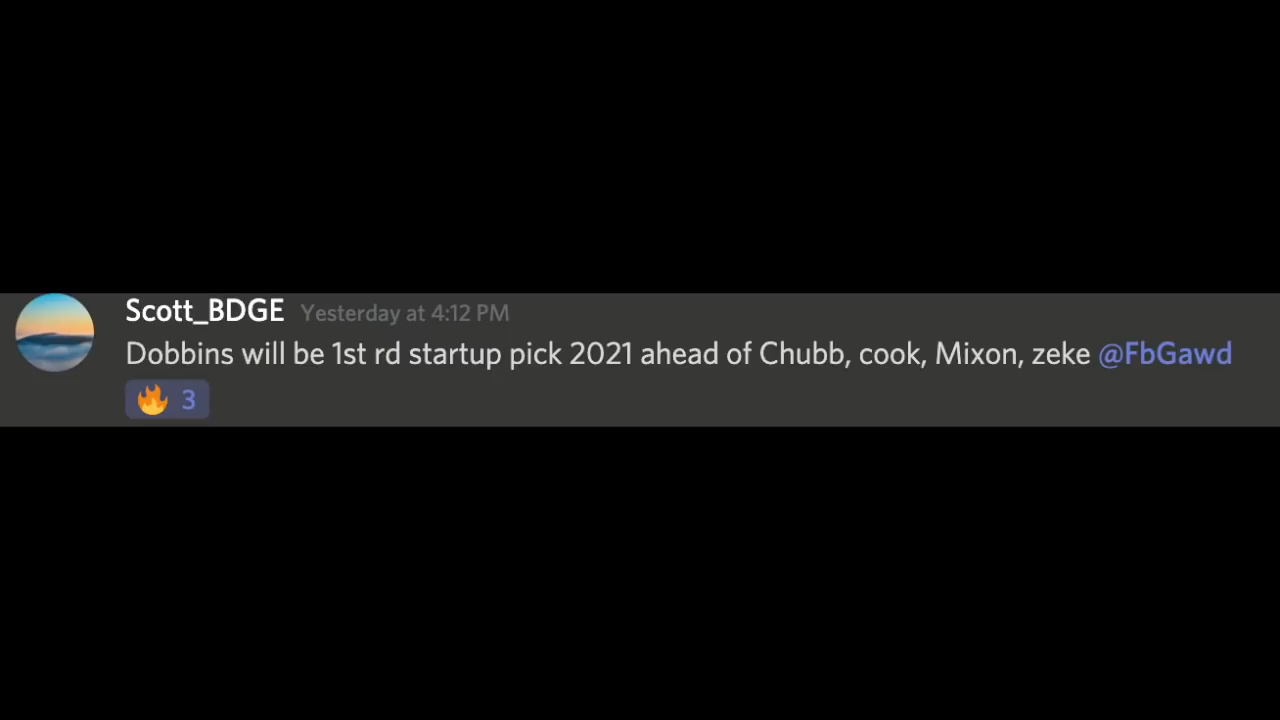 Scott_BDGE Yesterday at 4:12 PM
Dobbins will be 1st rd startup pick 2021 ahead of Chubb, cook, Mixon, zeke @FbGawd
🔥 3